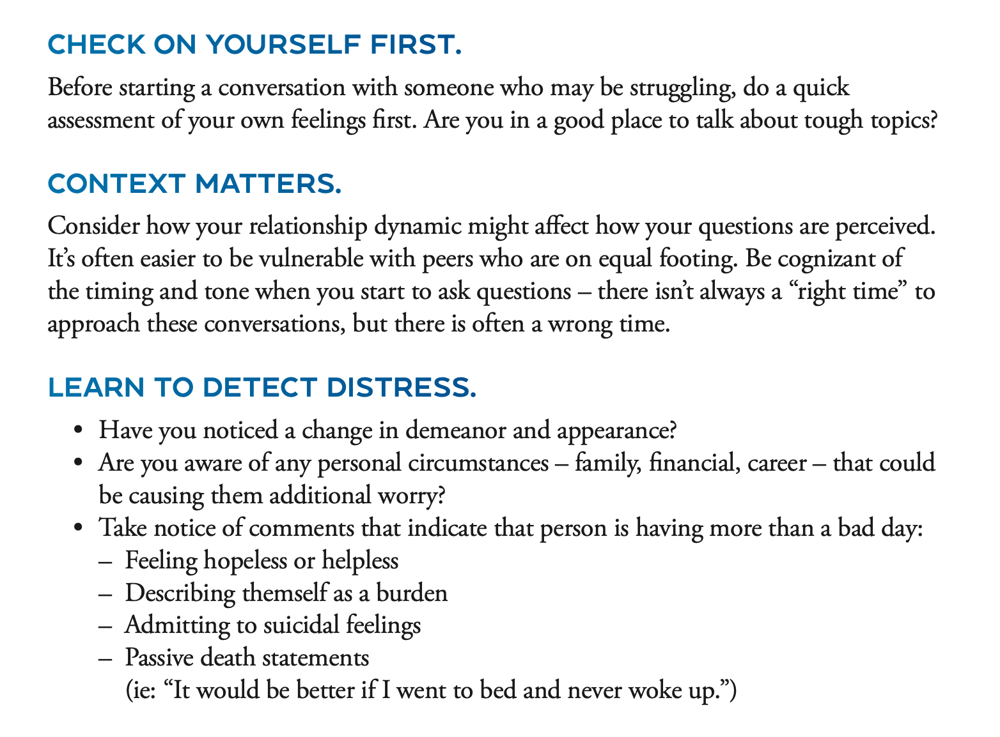 CHECK ON YOURSELF FIRST.
Before starting a conversation with someone who may be struggling, do a quick
assessment of your own feelings first. Are you in a good place to talk about tough topics?
CONTEXT MATTERS.
Consider how your relationship dynamic might affect how your questions are perceived.
It’s often easier to be vulnerable with peers who are on equal footing. Be cognizant of
the timing and tone when you start to ask questions – there isn’t always a “right time” to
approach these conversations, but there is often a wrong time.
LEARN TO DETECT DISTRESS.
• Have you noticed a change in demeanor and appearance?
• Are you aware of any personal circumstances – family, financial, career – that could
be causing them additional worry?
• Take notice of comments that indicate that person is having more than a bad day:
– Feeling hopeless or helpless
– Describing themself as a burden
– Admitting to suicidal feelings
– Passive death statements
(ie: “It would be better if I went to bed and never woke up.”)